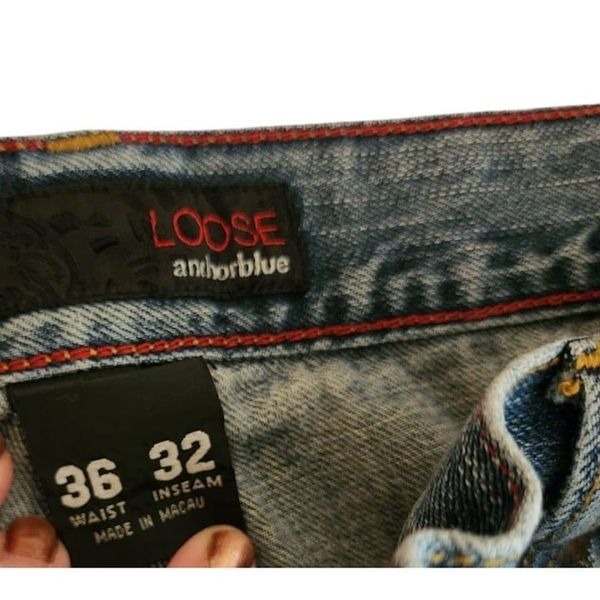 LOOSE
anchorblue
36 32
WAIST INSEAM
MADE IN MACAU